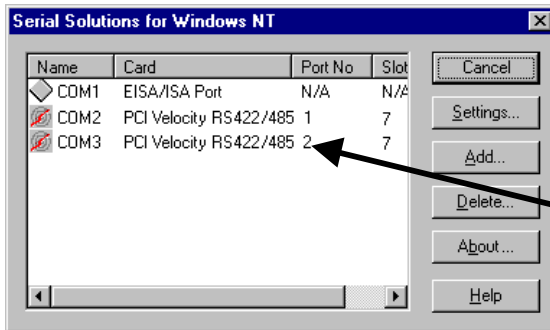 Serial Solutions for Windows NT
Name Card Port No Slot
COM1 EISA/ISA Port N/A N/A
COM2 PCI Velocity RS422/485 1 7
COM3 PCI Velocity RS422/485 2 7
Cancel
Settings...
Add...
Delete...
About...
Help